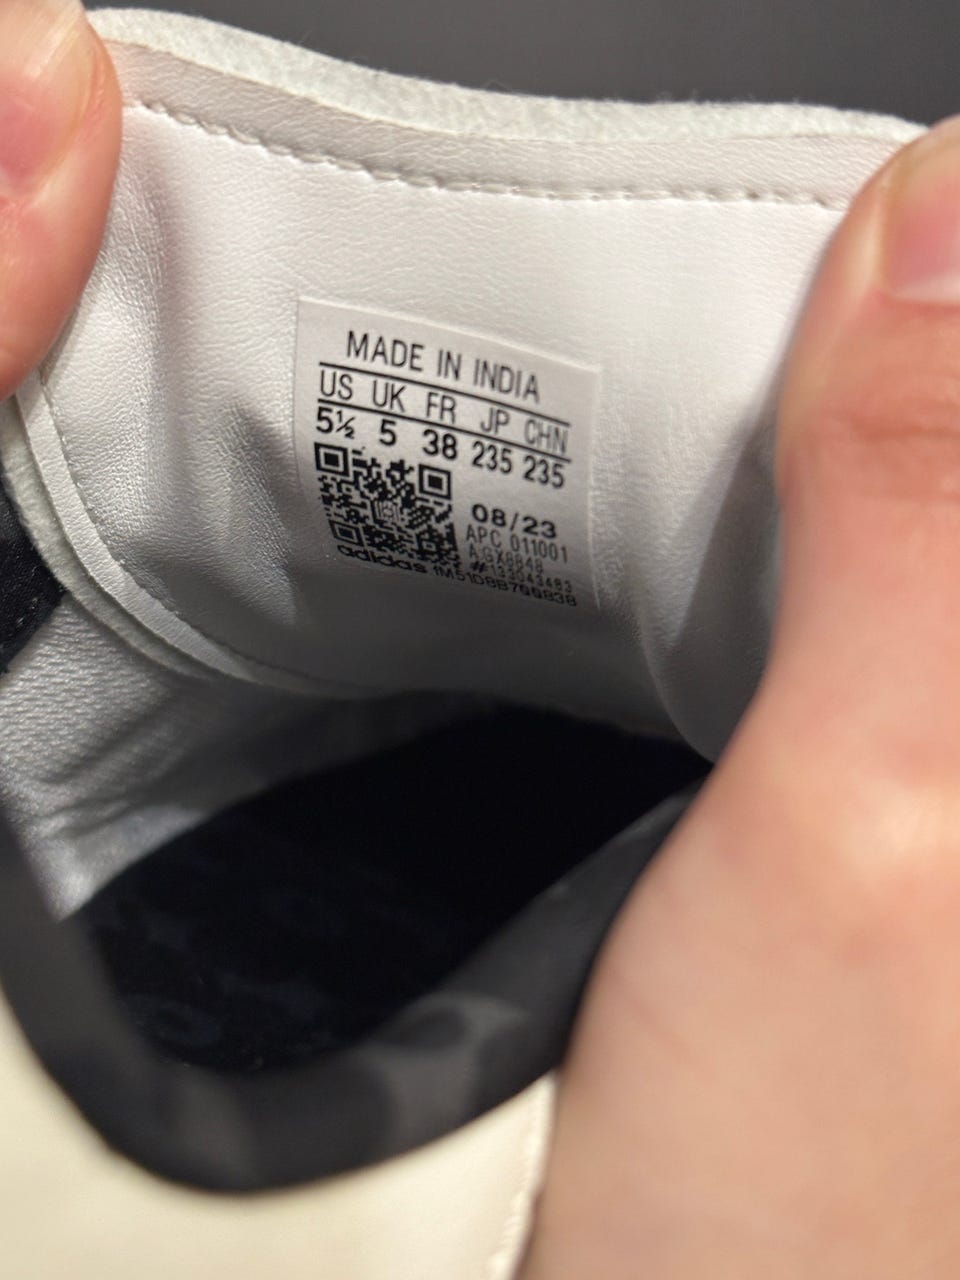 MADE IN INDIA
US UK FR JP CHN
5½ 5 38 235 235
08/23
APC 011001
#133043483
adidas